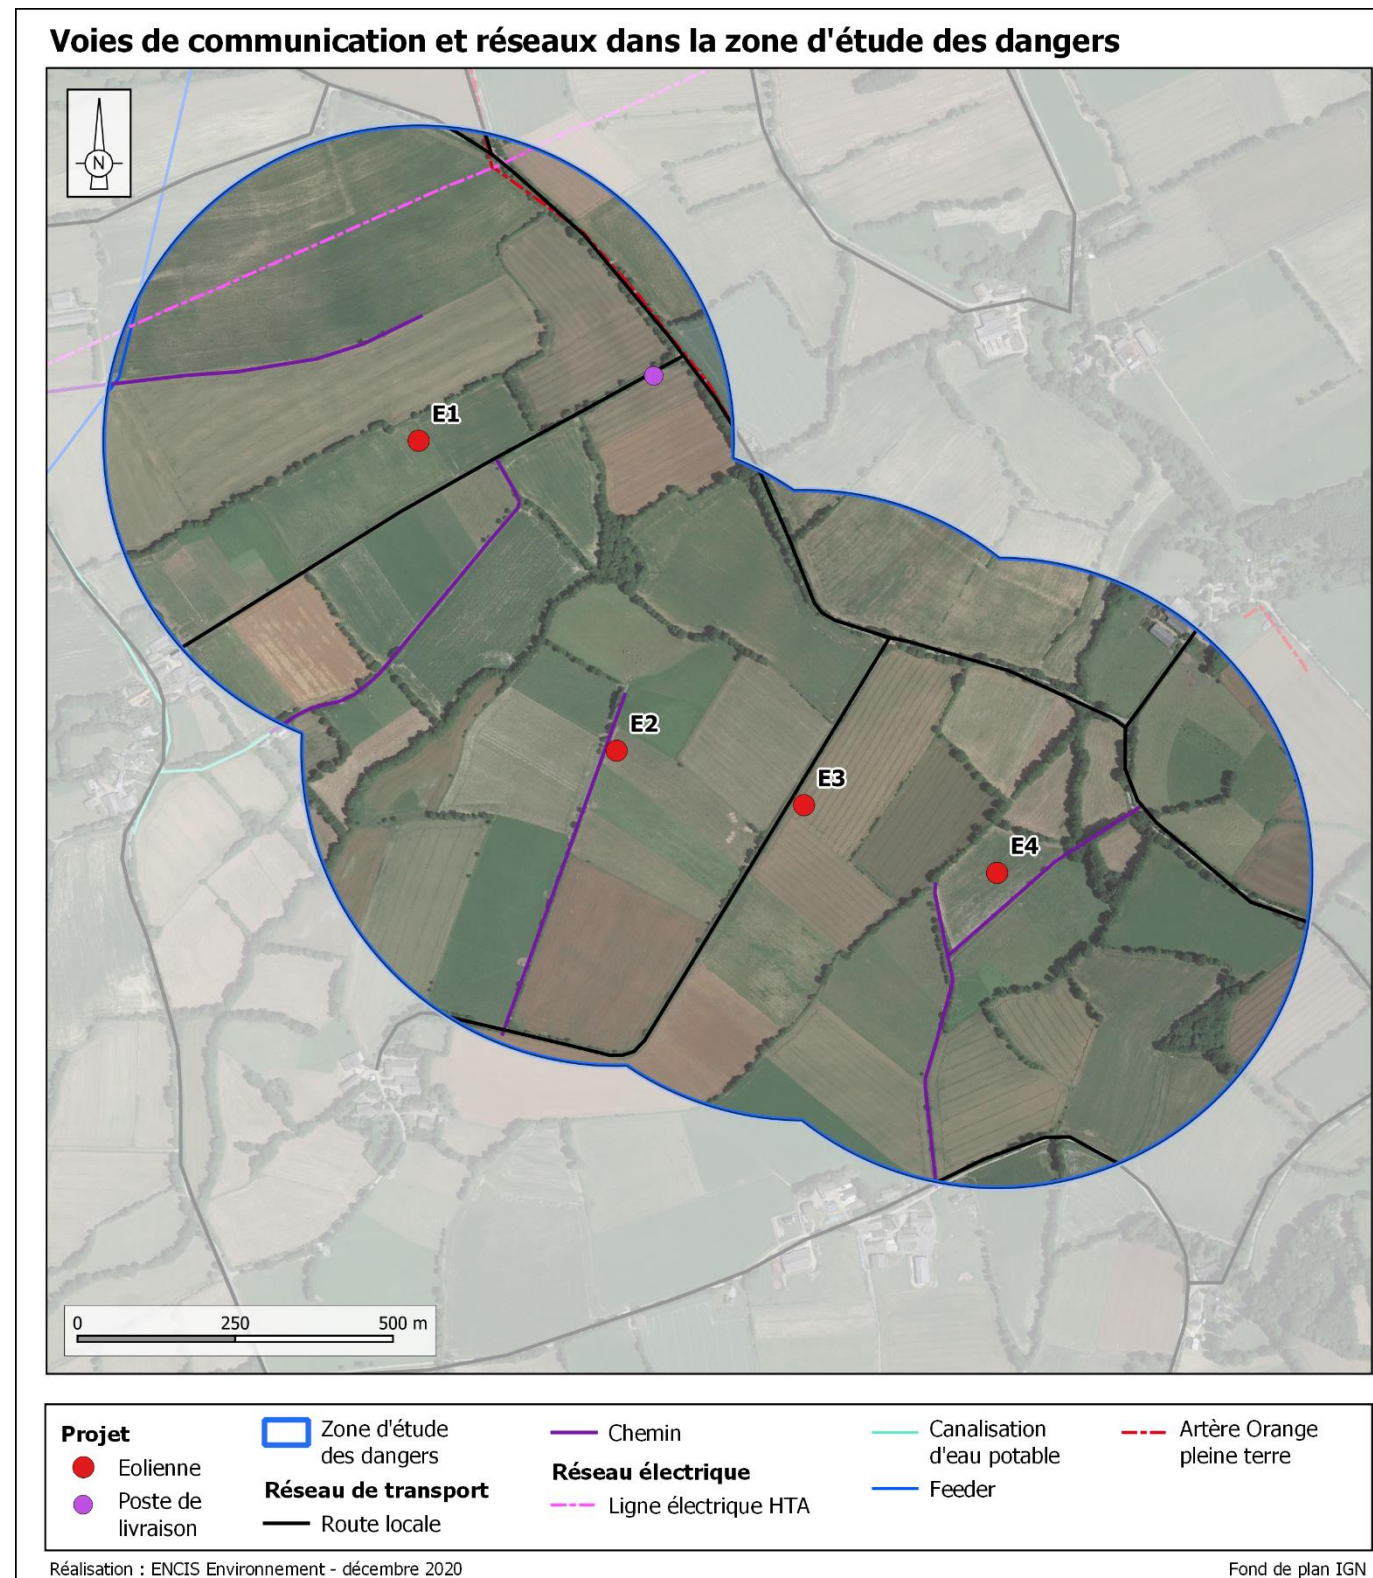 Voies de communication et réseaux dans la zone d'étude des dangers
N
E1
E2
E3
E4
0 250 500 m
Projet
Eolienne
Poste de
livraison
Zone d'étude
des dangers
Réseau de transport
Route locale
Chemin
Réseau électrique
Ligne électrique HTA
Canalisation
d'eau potable
Feeder
Artère Orange
pleine terre
Réalisation : ENCIS Environnement - décembre 2020
Fond de plan IGN